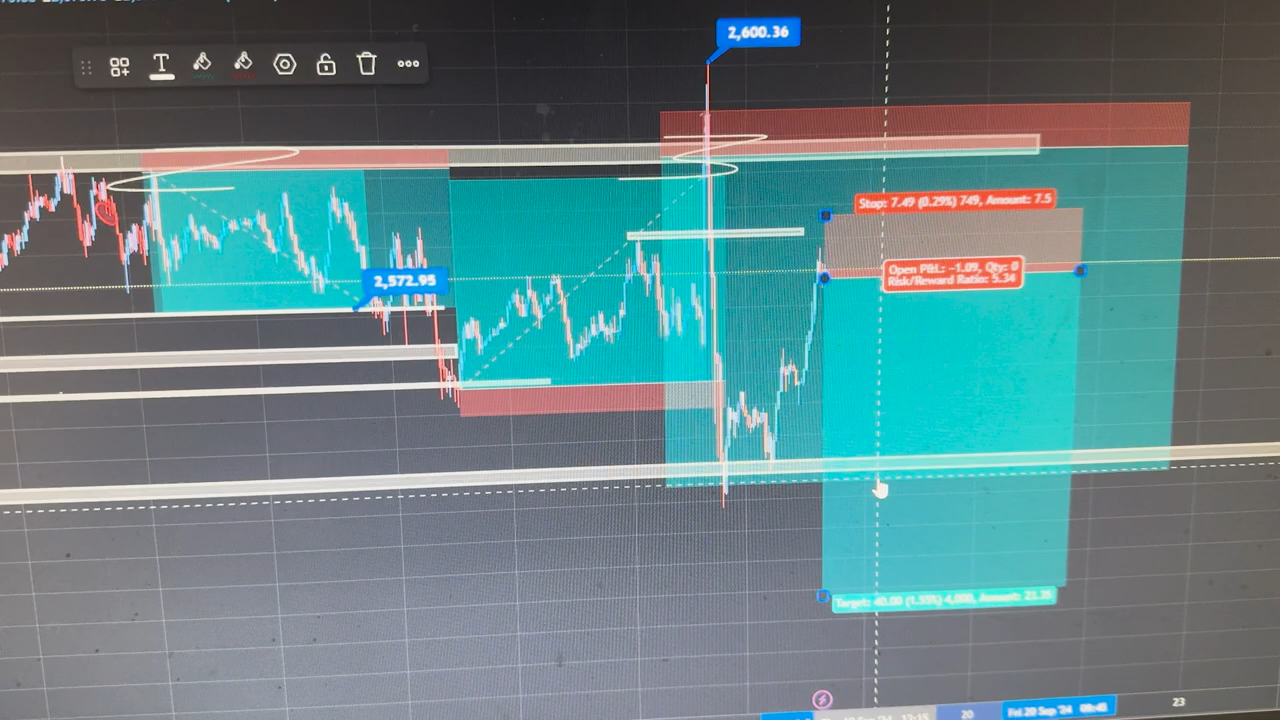 T
2,600.36
Stop: 7.49 (0.29%) 749, Amount: 7.5
2,572.95
Open P&L: −1.09, Qty: 0
Risk/Reward Ratio: 5.34
Target: 40.00 (1.55%) 4,000, Amount: 21.35
20
Fri 20 Sep '24 09:45
23